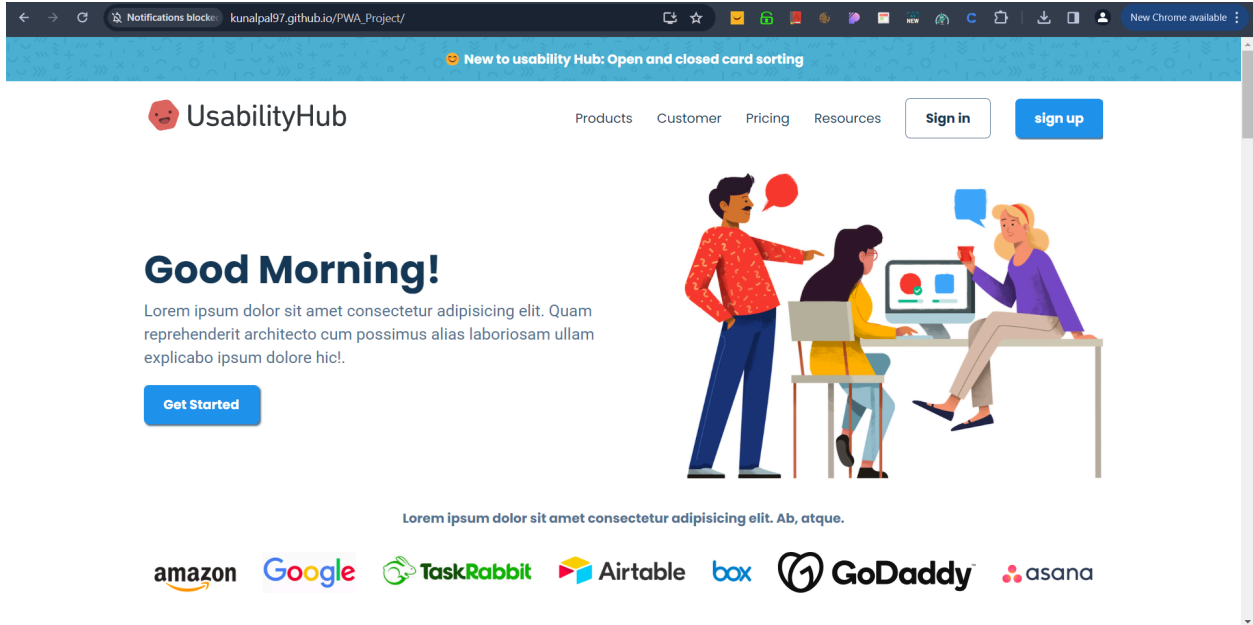 Notifications blocked
kunalpal97.github.io/PWA_Project/
NEW
C
New Chrome available
😊 New to usability Hub: Open and closed card sorting
UsabilityHub
Products
Customer
Pricing
Resources
Sign in
sign up
Good Morning!
Lorem ipsum dolor sit amet consectetur adipisicing elit. Quam
reprehenderit architecto cum possimus alias laboriosam ullam
explicabo ipsum dolore hic!.
Get Started
Lorem ipsum dolor sit amet consectetur adipisicing elit. Ab, atque.
amazon
Google
TaskRabbit
Airtable
box
GoDaddy
asana